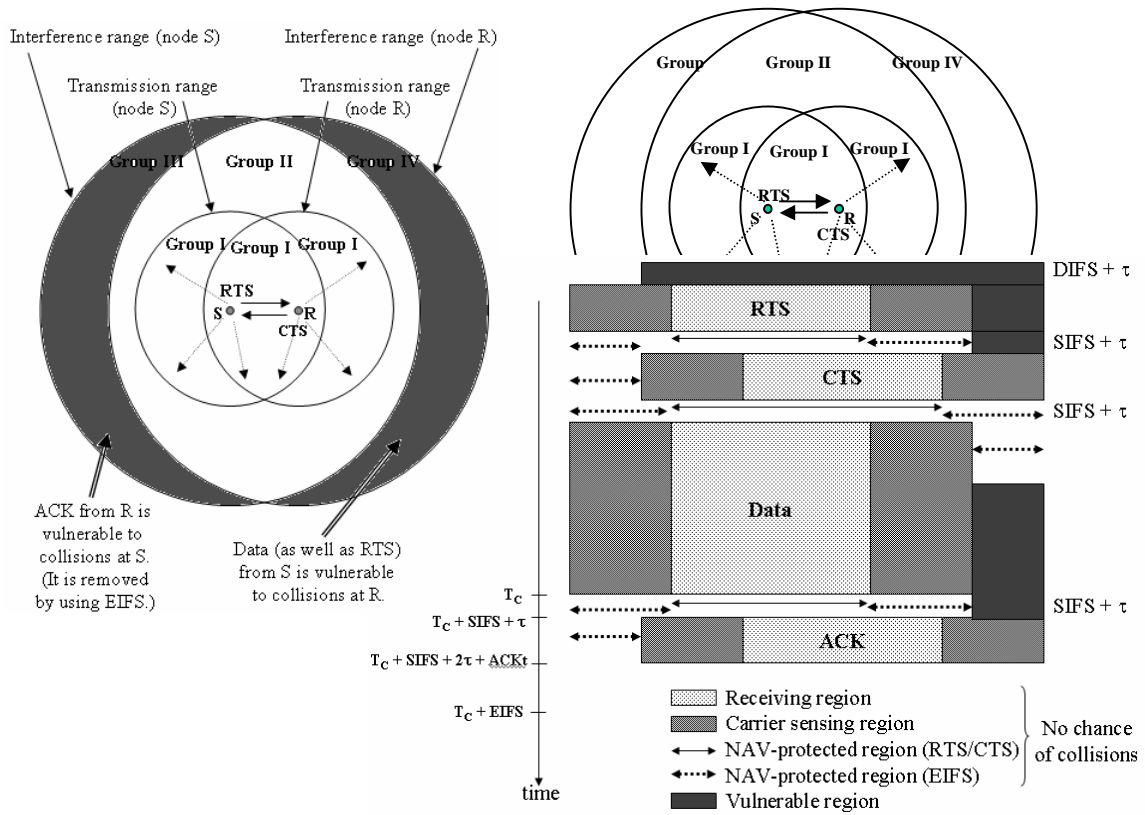 Interference range (node S)
Interference range (node R)
Transmission range
(node S)
Transmission range
(node R)
Group III
Group II
Group IV
Group I
Group I
Group I
RTS
S
R
CTS
ACK from R is
vulnerable to
collisions at S.
(It is removed
by using EIFS.)
Data (as well as RTS)
from S is vulnerable
to collisions at R.
Group
Group II
Group IV
Group I
Group I
Group I
RTS
S
R
CTS
DIFS + τ
RTS
SIFS + τ
CTS
SIFS + τ
Data
TC
SIFS + τ
TC + SIFS + τ
ACK
TC + SIFS + 2τ + ACKt
TC + EIFS
time
Receiving region
Carrier sensing region
NAV-protected region (RTS/CTS)
NAV-protected region (EIFS)
Vulnerable region
No chance
of collisions